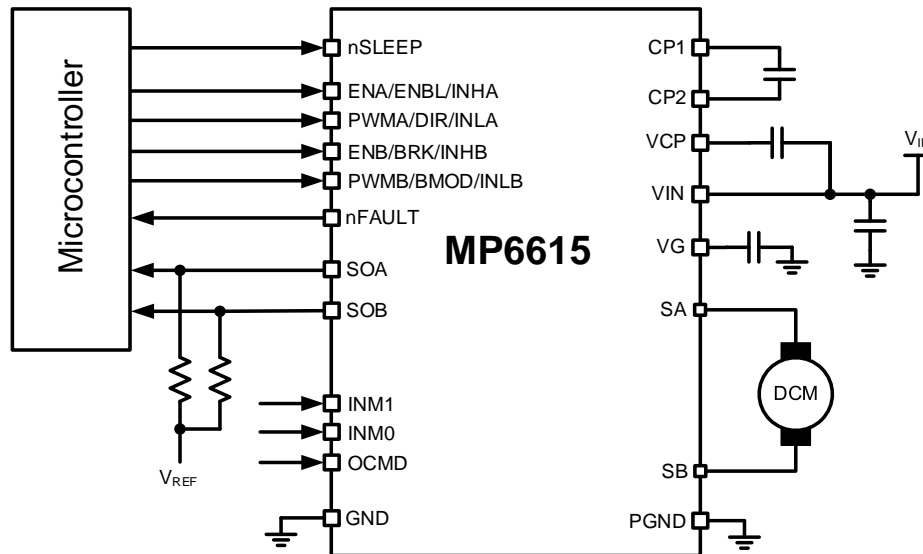 Microcontroller
nSLEEP
ENA/ENBL/INHA
PWMA/DIR/INLA
ENB/BRK/INHB
PWMB/BMOD/INLB
nFAULT
SOA
SOB
INM1
INM0
OCMD
GND
VREF
MP6615
CP1
CP2
VCP
VIN
VG
SA
SB
PGND
DCM